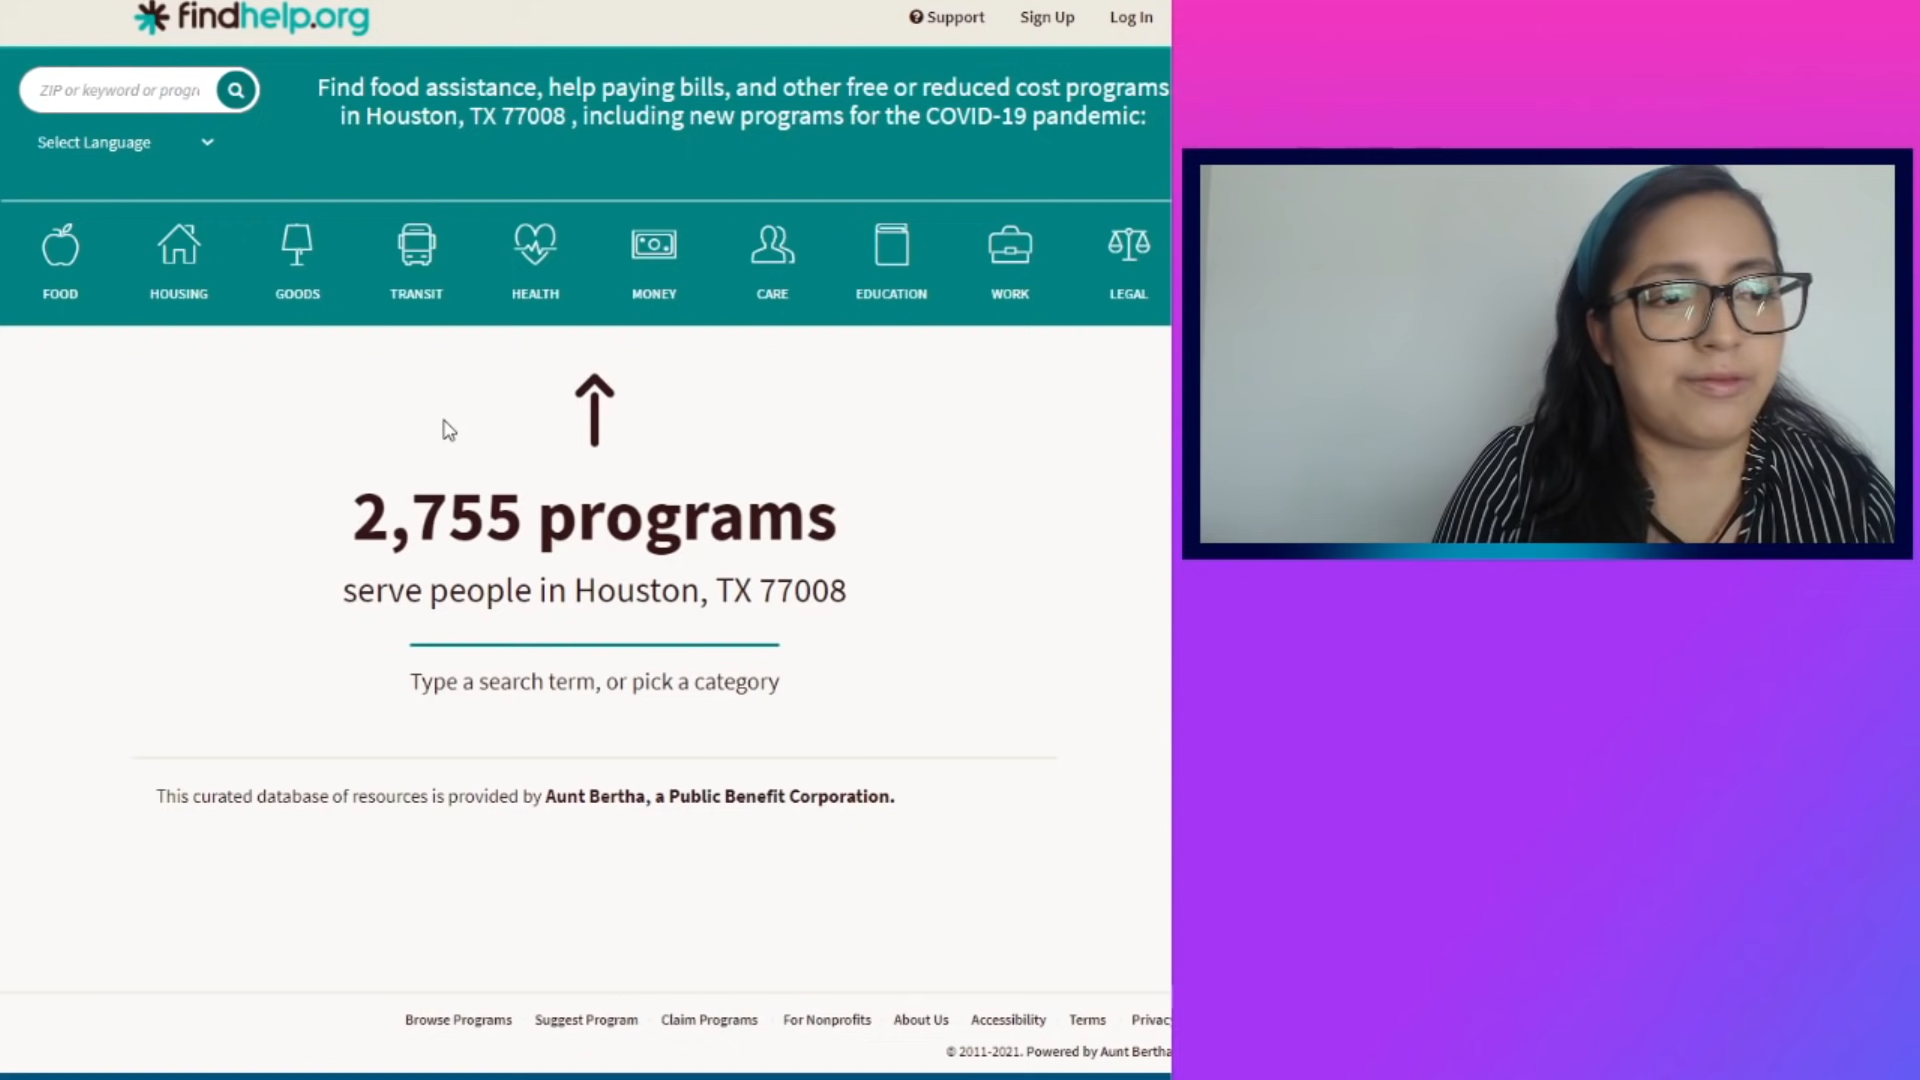 findhelp.org
Support Sign Up Log In
ZIP or keyword or progr
Select Language
Find food assistance, help paying bills, and other free or reduced cost programs
in Houston, TX 77008 , including new programs for the COVID-19 pandemic:
FOOD HOUSING GOODS TRANSIT HEALTH MONEY CARE EDUCATION WORK LEGAL
2,755 programs
serve people in Houston, TX 77008
Type a search term, or pick a category
This curated database of resources is provided by Aunt Bertha, a Public Benefit Corporation.
Browse Programs Suggest Program Claim Programs For Nonprofits About Us Accessibility Terms Privac
© 2011-2021. Powered by Aunt Bertha